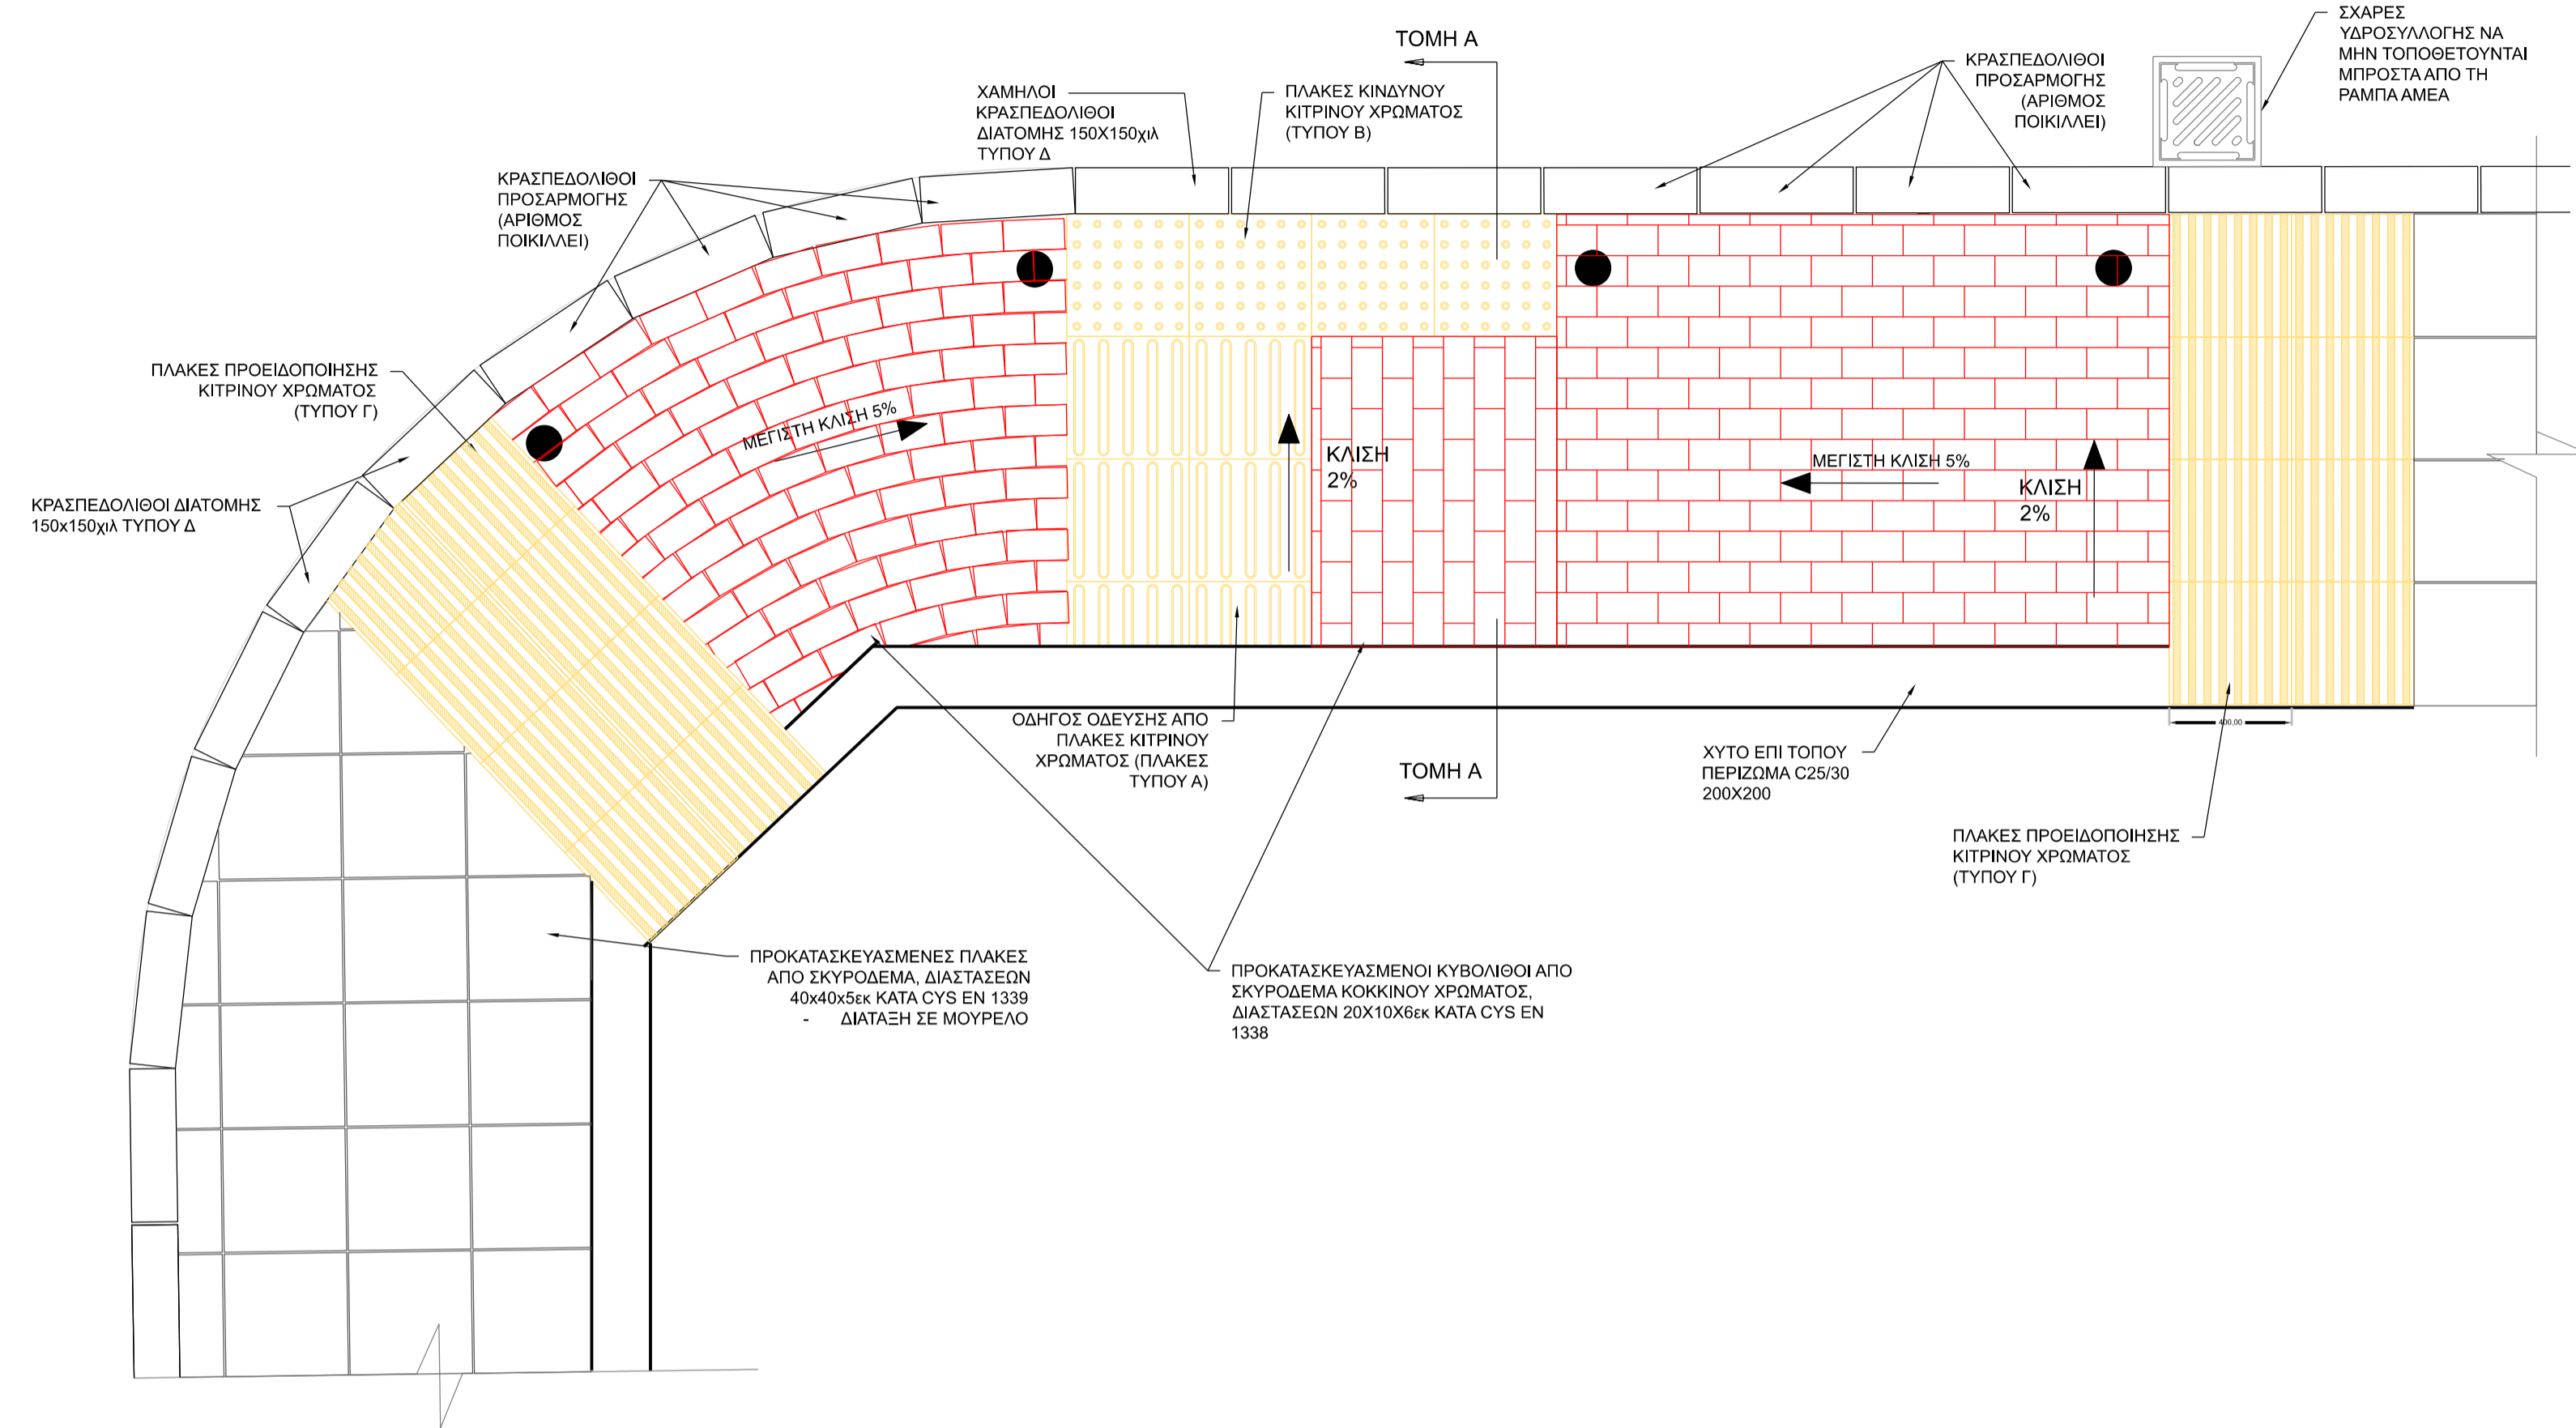 ΤΟΜΗ Α
ΣΧΑΡΕΣ
ΥΔΡΟΣΥΛΛΟΓΗΣ ΝΑ
ΜΗΝ ΤΟΠΟΘΕΤΟΥΝΤΑΙ
ΜΠΡΟΣΤΑ ΑΠΟ ΤΗ
ΡΑΜΠΑ ΑΜΕΑ
ΚΡΑΣΠΕΔΟΛΙΘΟΙ
ΠΡΟΣΑΡΜΟΓΗΣ
(ΑΡΙΘΜΟΣ
ΠΟΙΚΙΛΛΕΙ)
ΧΑΜΗΛΟΙ
ΚΡΑΣΠΕΔΟΛΙΘΟΙ
ΔΙΑΤΟΜΗΣ 150Χ150χιλ
ΤΥΠΟΥ Δ
ΠΛΑΚΕΣ ΚΙΝΔΥΝΟΥ
ΚΙΤΡΙΝΟΥ ΧΡΩΜΑΤΟΣ
(ΤΥΠΟΥ Β)
ΚΡΑΣΠΕΔΟΛΙΘΟΙ
ΠΡΟΣΑΡΜΟΓΗΣ
(ΑΡΙΘΜΟΣ
ΠΟΙΚΙΛΛΕΙ)
ΠΛΑΚΕΣ ΠΡΟΕΙΔΟΠΟΙΗΣΗΣ
ΚΙΤΡΙΝΟΥ ΧΡΩΜΑΤΟΣ
(ΤΥΠΟΥ Γ)
ΜΕΓΙΣΤΗ ΚΛΙΣΗ 5%
ΚΛΙΣΗ
2%
ΜΕΓΙΣΤΗ ΚΛΙΣΗ 5%
ΚΛΙΣΗ
2%
ΚΡΑΣΠΕΔΟΛΙΘΟΙ ΔΙΑΤΟΜΗΣ
150x150χιλ ΤΥΠΟΥ Δ
ΟΔΗΓΟΣ ΟΔΕΥΣΗΣ ΑΠΟ
ΠΛΑΚΕΣ ΚΙΤΡΙΝΟΥ
ΧΡΩΜΑΤΟΣ (ΠΛΑΚΕΣ
ΤΥΠΟΥ Α)
ΤΟΜΗ Α
400,00
ΧΥΤΟ ΕΠΙ ΤΟΠΟΥ
ΠΕΡΙΖΩΜΑ C25/30
200Χ200
ΠΛΑΚΕΣ ΠΡΟΕΙΔΟΠΟΙΗΣΗΣ
ΚΙΤΡΙΝΟΥ ΧΡΩΜΑΤΟΣ
(ΤΥΠΟΥ Γ)
ΠΡΟΚΑΤΑΣΚΕΥΑΣΜΕΝΕΣ ΠΛΑΚΕΣ
ΑΠΟ ΣΚΥΡΟΔΕΜΑ, ΔΙΑΣΤΑΣΕΩΝ
40x40x5εκ ΚΑΤΑ CYS EN 1339
- ΔΙΑΤΑΞΗ ΣΕ ΜΟΥΡΕΛΟ
ΠΡΟΚΑΤΑΣΚΕΥΑΣΜΕΝΟΙ ΚΥΒΟΛΙΘΟΙ ΑΠΟ
ΣΚΥΡΟΔΕΜΑ ΚΟΚΚΙΝΟΥ ΧΡΩΜΑΤΟΣ,
ΔΙΑΣΤΑΣΕΩΝ 20Χ10Χ6εκ ΚΑΤΑ CYS EN
1338